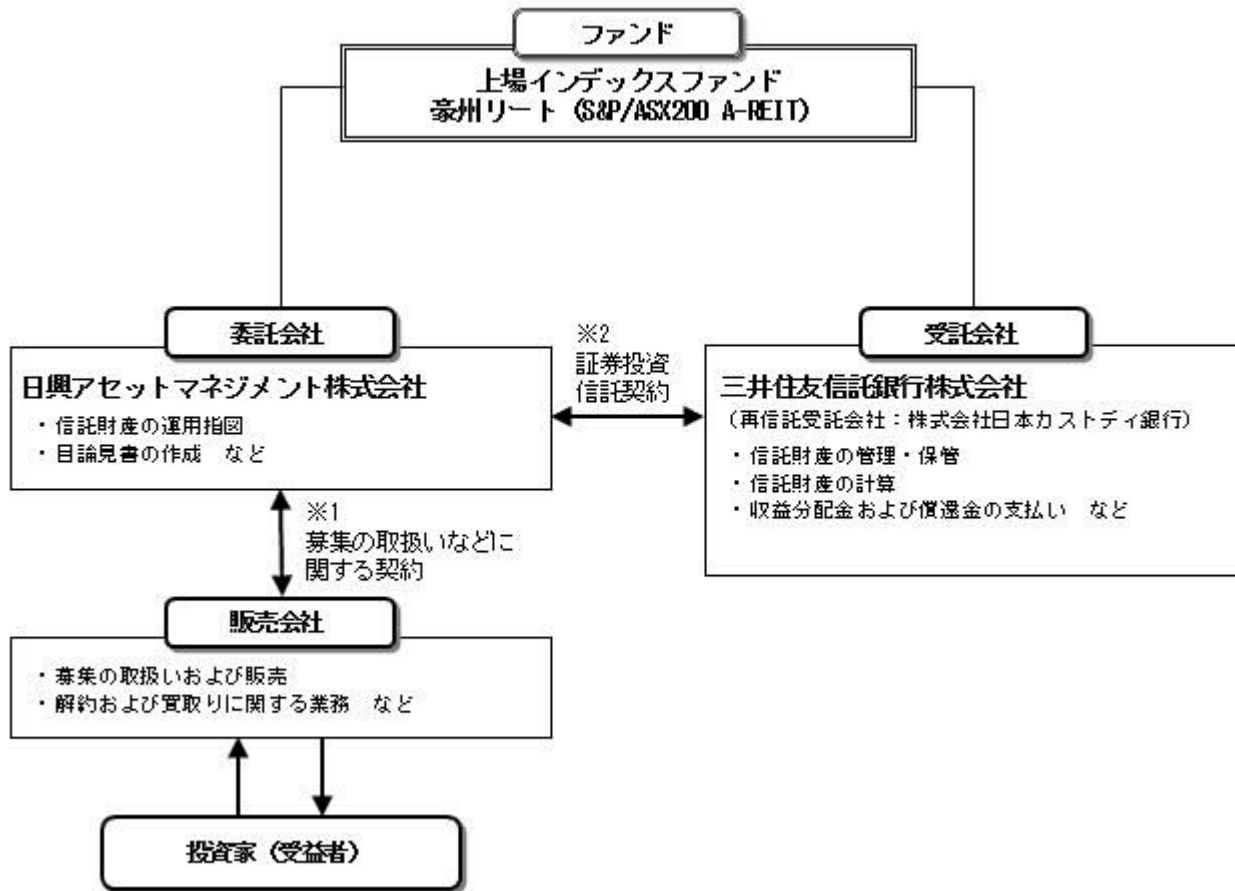 ファンド
上場インデックスファンド
豪州リート（S&P/ASX200 A-REIT）
委託会社
日興アセットマネジメント株式会社
・信託財産の運用指図
・目論見書の作成　など
※2
証券投資
信託契約
受託会社
三井住友信託銀行株式会社
（再信託受託会社：株式会社日本カストディ銀行）
・信託財産の管理・保管
・信託財産の計算
・収益分配金および償還金の支払い　など
※1
募集の取扱いなどに
関する契約
販売会社
・募集の取扱いおよび販売
・解約および買取りに関する業務　など
投資家（受益者）